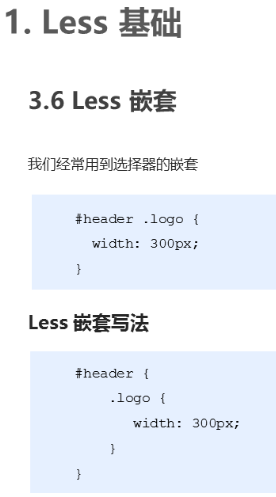 1. Less 基础
3.6 Less 嵌套
我们经常用到选择器的嵌套
#header .logo {
width: 300px;
}
Less 嵌套写法
#header {
.logo {
width: 300px;
}
}